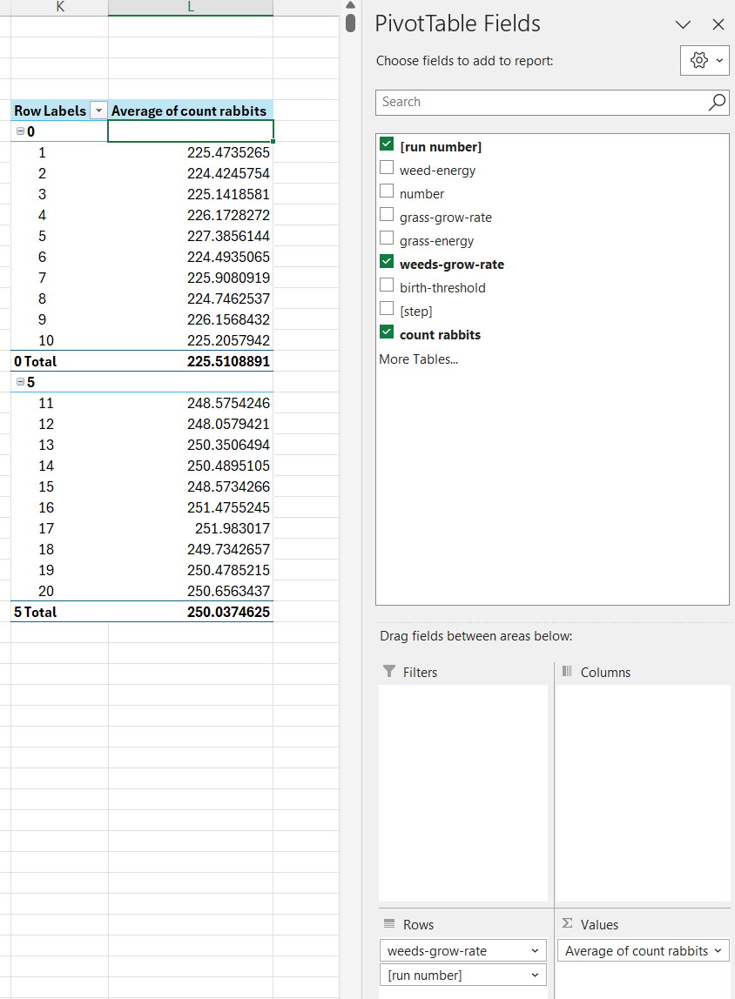 K L
Row Labels Average of count rabbits
0
1 225.4735265
2 224.4245754
3 225.1418581
4 226.1728272
5 227.3856144
6 224.4935065
7 225.9080919
8 224.7462537
9 226.1568432
10 225.2057942
0 Total 225.5108891
5
11 248.5754246
12 248.0579421
13 250.3506494
14 250.4895105
15 248.5734266
16 251.4755245
17 251.983017
18 249.7342657
19 250.4785215
20 250.6563437
5 Total 250.0374625
PivotTable Fields
Choose fields to add to report:
Search
[run number]
weed-energy
number
grass-grow-rate
grass-energy
weeds-grow-rate
birth-threshold
[step]
count rabbits
More Tables...
Drag fields between areas below:
Filters
Columns
Rows
weeds-grow-rate
[run number]
Σ Values
Average of count rabbits